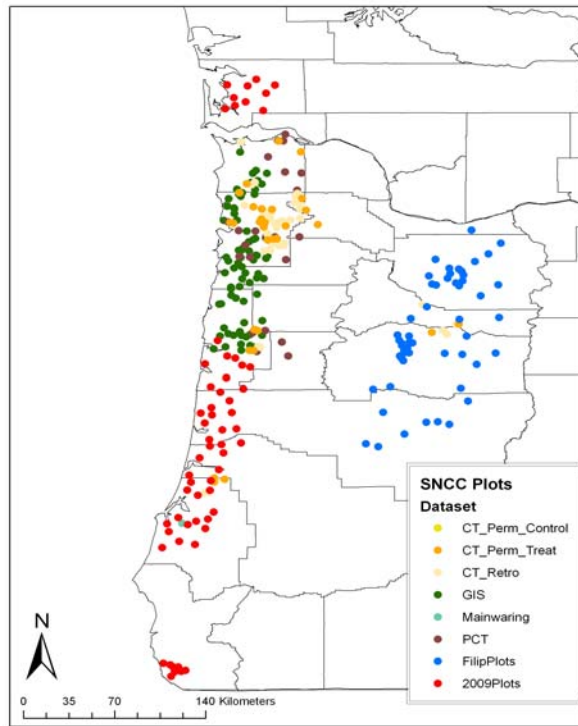 SNCC Plots
Dataset
CT_Perm_Control
CT_Perm_Treat
CT_Retro
GIS
Mainwaring
PCT
FilipPlots
2009Plots
N
0 35 70 140 Kilometers